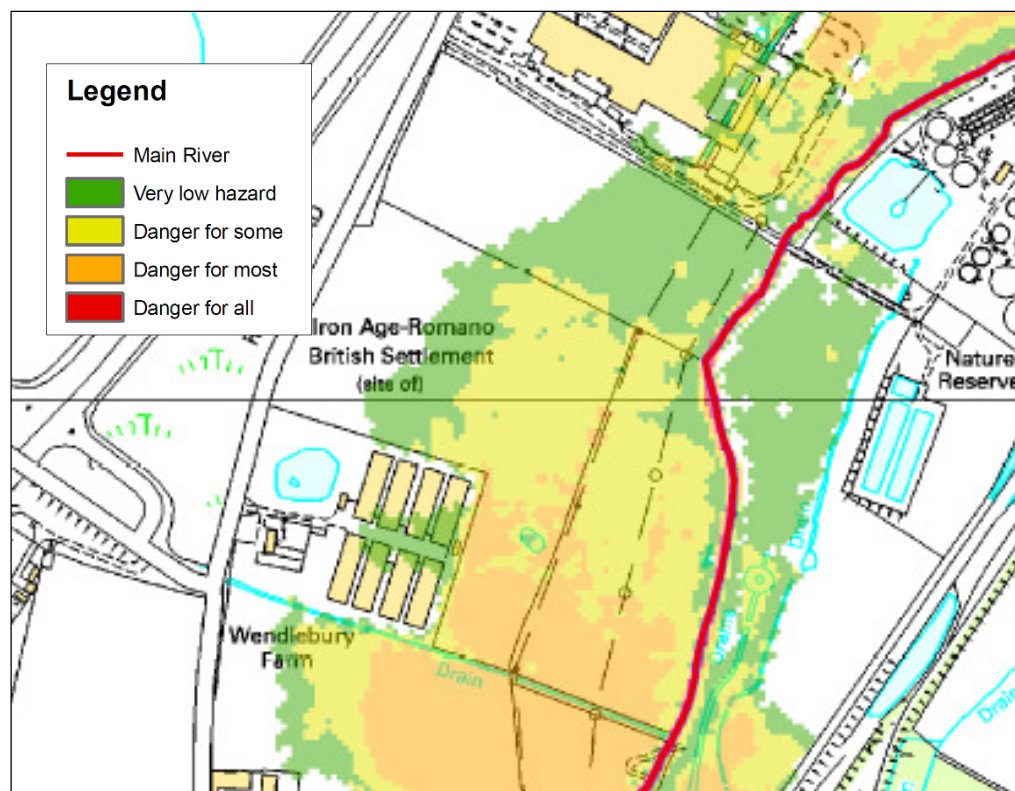 Legend
Main River
Very low hazard
Danger for some
Danger for most
Danger for all
Iron Age-Romano
British Settlement
(site of)
Nature
Reserve
Drain
Wendlebury
Farm
Drains
Drain
Drain